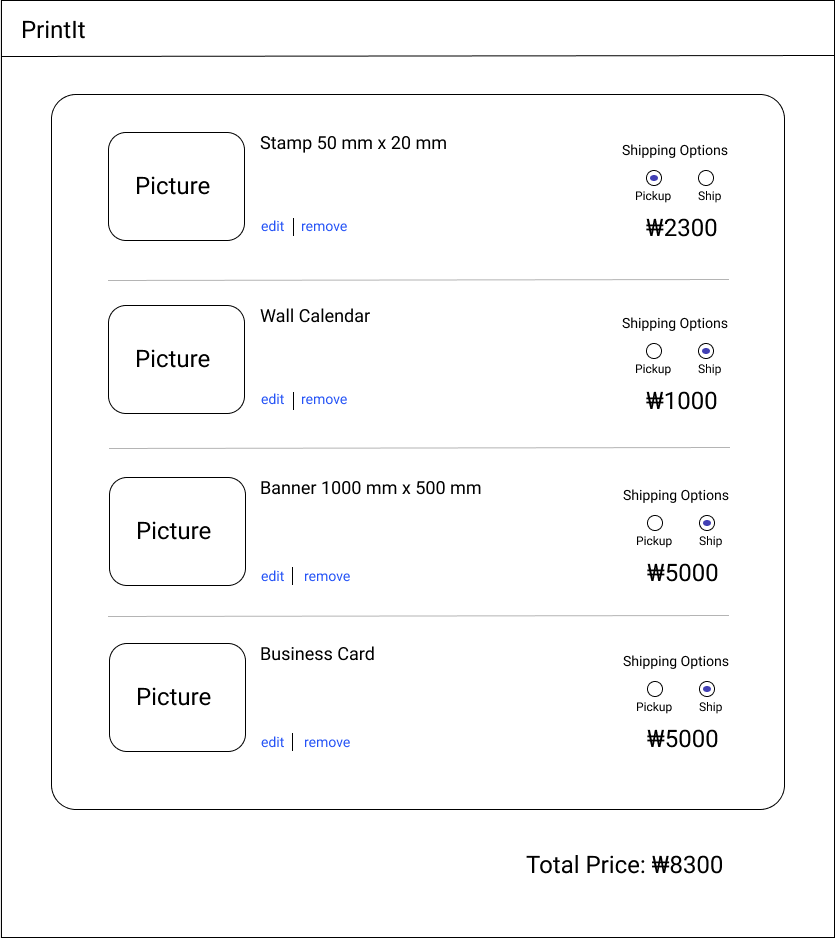 PrintIt
Picture
Stamp 50 mm x 20 mm
edit | remove
Shipping Options
Pickup Ship
₩2300
Picture
Wall Calendar
edit | remove
Shipping Options
Pickup Ship
₩1000
Picture
Banner 1000 mm x 500 mm
edit | remove
Shipping Options
Pickup Ship
₩5000
Picture
Business Card
edit | remove
Shipping Options
Pickup Ship
₩5000
Total Price: ₩8300